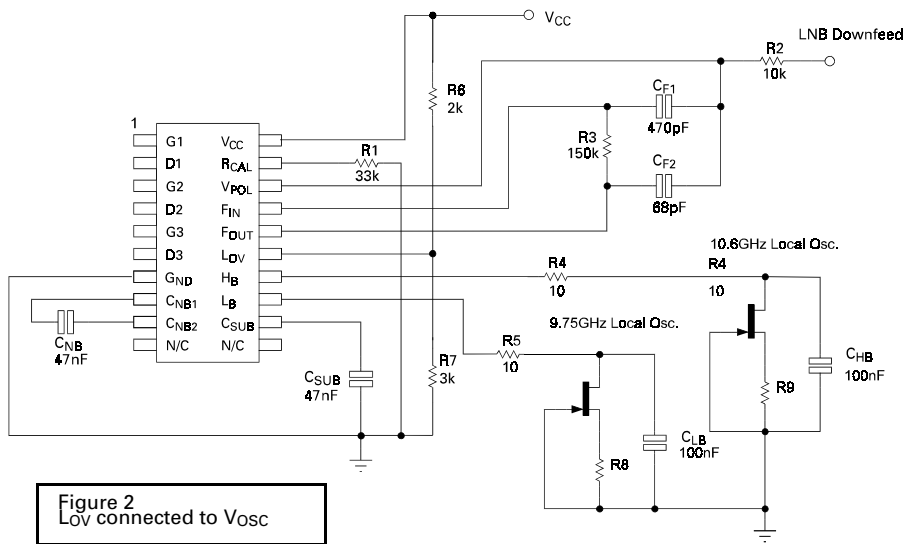 VCC
LNB Downfeed
R2
10k
R6
2k
CF1
470pF
R3
150k
CF2
68pF
1
G1 VCC
D1 RCAL
G2 VPOL
D2 FIN
G3 FOUT
D3 LOV
GND HB
CNB1 LB
CNB2 CSUB
N/C N/C
R1
33k
CNB
47nF
CSUB
47nF
R7
3k
R4
10
10.6GHz Local Osc.
R4
10
9.75GHz Local Osc.
R5
10
CHB
100nF
R9
CLB
100nF
R8
Figure 2
LOV connected to VOSC